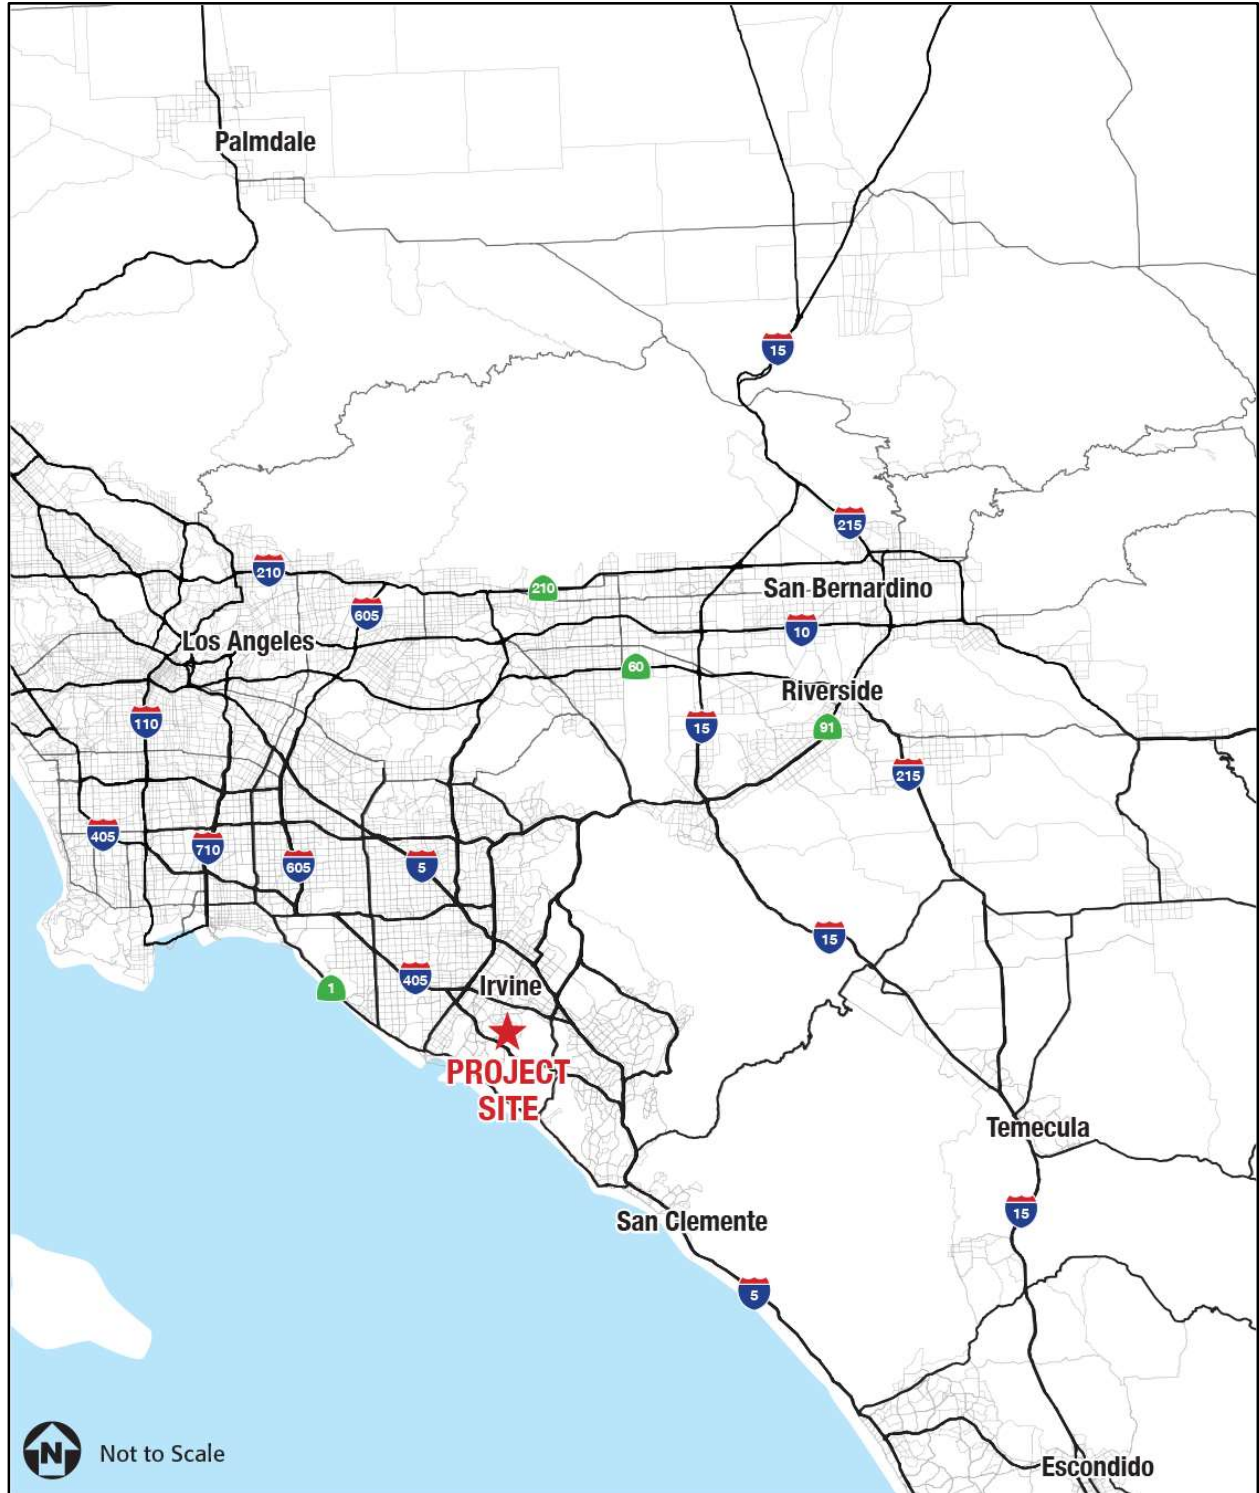 Palmdale
15
215
210
210
San Bernardino
605
10
Los Angeles
60
Riverside
110
15
91
215
405
710
605
5
15
405
Irvine
1
PROJECT
SITE
Temecula
15
San Clemente
5
N
Not to Scale
Escondido